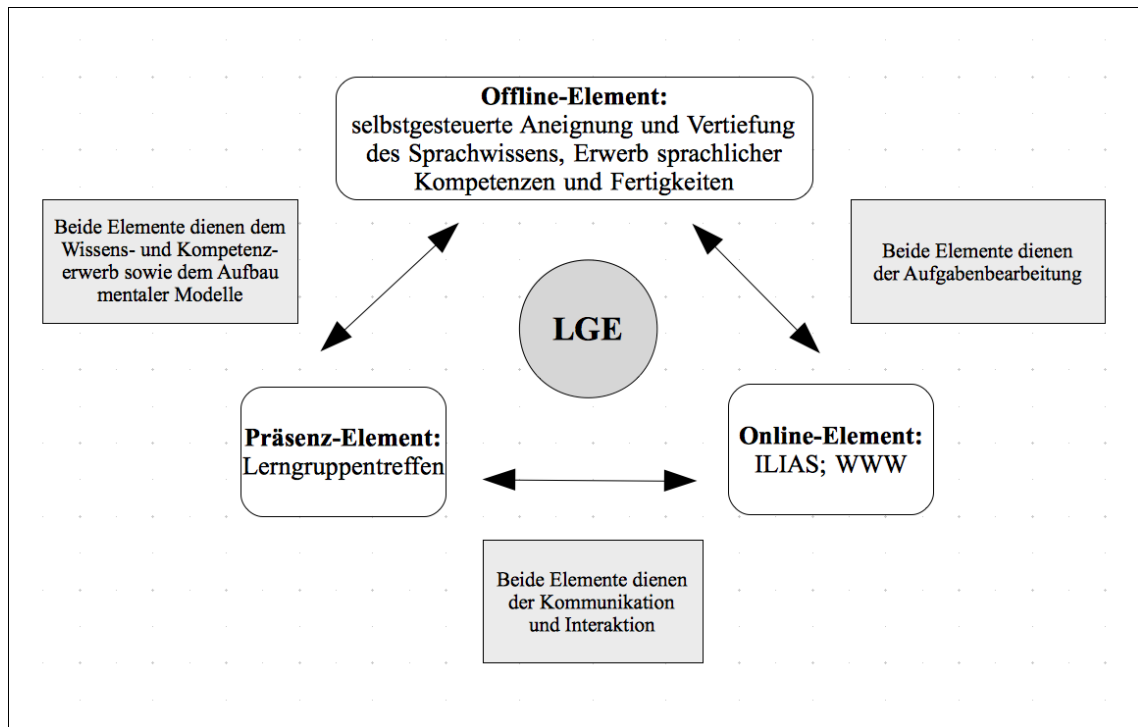 Offline-Element:
selbstgesteuerte Aneignung und Vertiefung
des Sprachwissens, Erwerb sprachlicher
Kompetenzen und Fertigkeiten
Beide Elemente dienen dem
Wissens- und Kompetenz-
erwerb sowie dem Aufbau
mentaler Modelle
Beide Elemente dienen
der Aufgabenbearbeitung
LGE
Präsenz-Element:
Lerngruppentreffen
Online-Element:
ILIAS; WWW
Beide Elemente dienen
der Kommunikation
und Interaktion